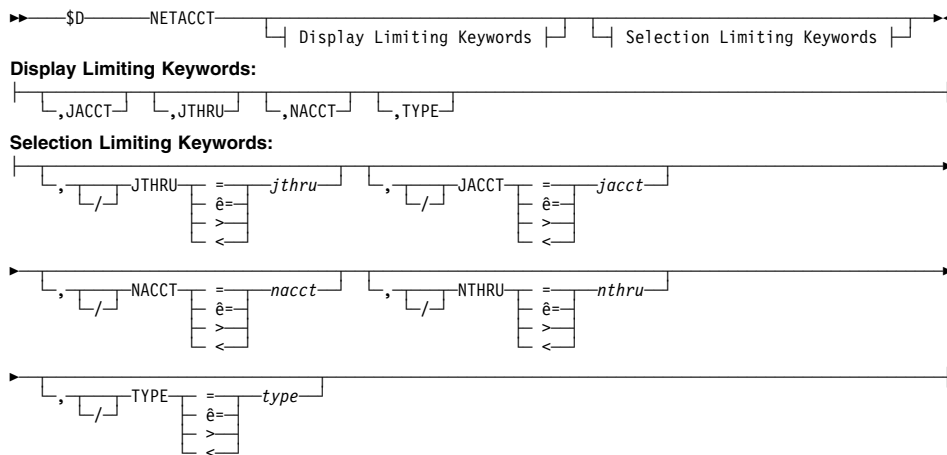 $D NETACCT Display Limiting Keywords Selection Limiting Keywords
Display Limiting Keywords:
,JACCT ,JTHRU ,NACCT ,TYPE
Selection Limiting Keywords:
, / JTHRU = jthru , / JACCT = jacct
ê= ê=
> >
< <
, / NACCT = nacct , / NTHRU = nthru
ê= ê=
> >
< <
, / TYPE = type
ê=
>
<